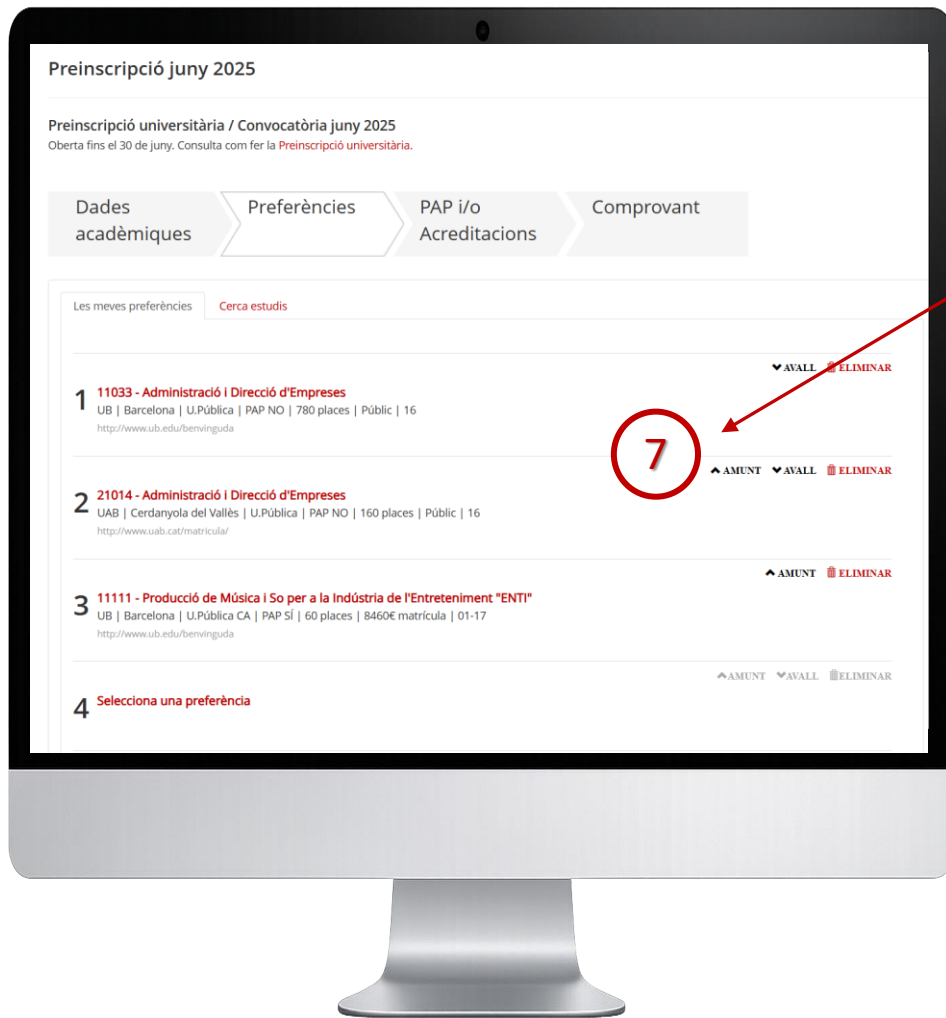 Preinscripció juny 2025
Preinscripció universitària / Convocatòria juny 2025
Oberta fins el 30 de juny. Consulta com fer la Preinscripció universitària.
Dades acadèmiques
Preferències
PAP i/o Acreditacions
Comprovant
Les meves preferències Cerca estudis
AVALL ELIMINAR
1 11033 - Administració i Direcció d'Empreses
UB | Barcelona | U.Pública | PAP NO | 780 places | Públic | 16
http://www.ub.edu/benvinguda
7
AMUNT AVALL ELIMINAR
2 21014 - Administració i Direcció d'Empreses
UAB | Cerdanyola del Vallès | U.Pública | PAP NO | 160 places | Públic | 16
http://www.uab.cat/matricula/
AMUNT ELIMINAR
3 11111 - Producció de Música i So per a la Indústria de l'Entreteniment "ENTI"
UB | Barcelona | U.Pública CA | PAP SÍ | 60 places | 8460€ matrícula | 01-17
http://www.ub.edu/benvinguda
AMUNT AVALL ELIMINAR
4 Selecciona una preferència